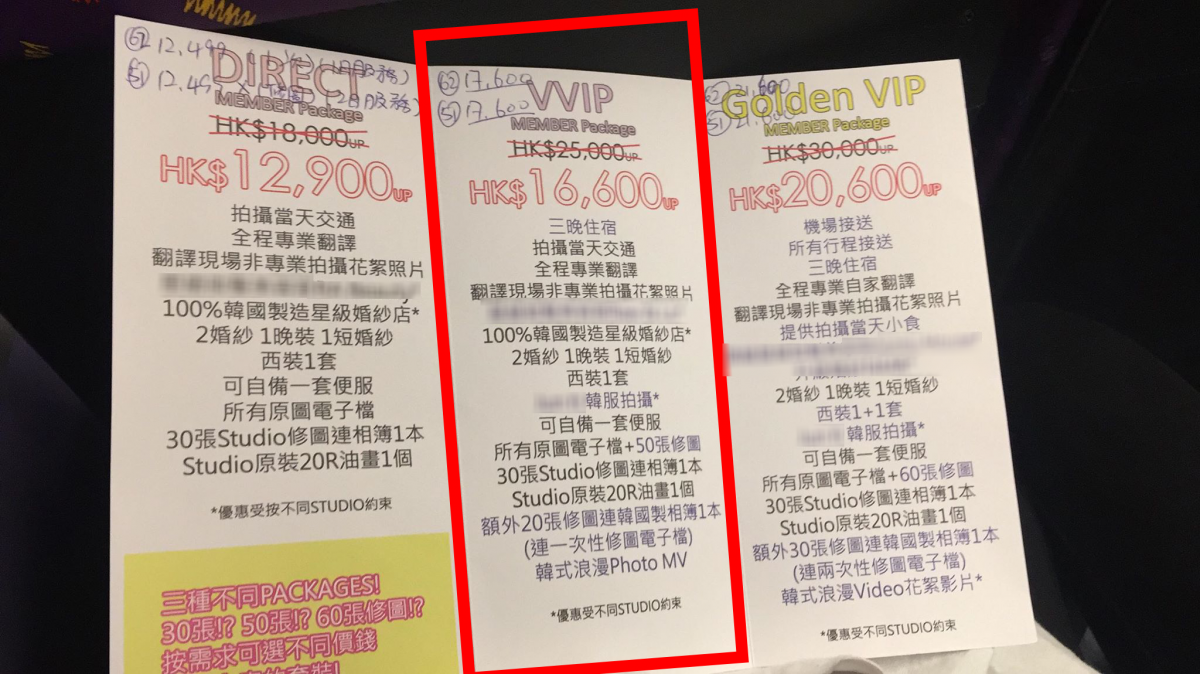 ㊷ 12,499
�51 12,49
DIRECT
MEMBER Package
HK$18,000UP
HK$12,900UP
拍攝當天交通
全程專業翻譯
翻譯現場非專業拍攝花絮照片
100%韓國製造星級婚紗店*
2婚紗 1晚裝 1短婚紗
西裝1套
可自備一套便服
所有原圖電子檔
30張Studio修圖連相簿1本
Studio原裝20R油畫1個
*優惠受按不同STUDIO約束
三種不同PACKAGES!
30張!? 50張!? 60張修圖!?
按需求可選不同價錢
62 17,600
51 17,600
VVIP
MEMBER Package
HK$25,000UP
HK$16,600UP
三晚住宿
拍攝當天交通
全程專業翻譯
翻譯現場非專業拍攝花絮照片
100%韓國製造星級婚紗店*
2婚紗 1晚裝 1短婚紗
西裝1套
韓服拍攝*
可自備一套便服
所有原圖電子檔+50張修圖
30張Studio修圖連相簿1本
Studio原裝20R油畫1個
額外20張修圖連韓國製相簿1本
(連一次性修圖電子檔)
韓式浪漫Photo MV
*優惠受不同STUDIO約束
Golden VIP
MEMBER Package
HK$30,000UP
HK$20,600UP
機場接送
所有行程接送
三晚住宿
全程專業自家翻譯
翻譯現場非專業拍攝花絮照片
提供拍攝當天小食
2婚紗 1晚裝 1短婚紗
西裝1+1套
韓服拍攝*
可自備一套便服
所有原圖電子檔+60張修圖
30張Studio修圖連相簿1本
Studio原裝20R油畫1個
額外30張修圖連韓國製相簿1本
(連兩次性修圖電子檔)
韓式浪漫Video花絮影片*
*優惠受不同STUDIO約束